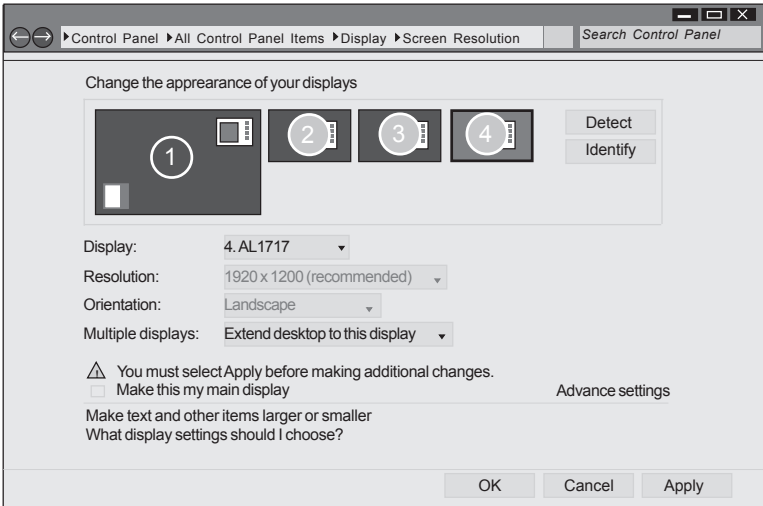 Control Panel All Control Panel Items Display Screen Resolution Search Control Panel
Change the apprearance of your displays
1 2 3 4
Detect
Identify
Display: 4. AL1717
Resolution: 1920 x 1200 (recommended)
Orientation: Landscape
Multiple displays: Extend desktop to this display
You must select Apply before making additional changes.
Make this my main display Advance settings
Make text and other items larger or smaller
What display settings should I choose?
OK Cancel Apply